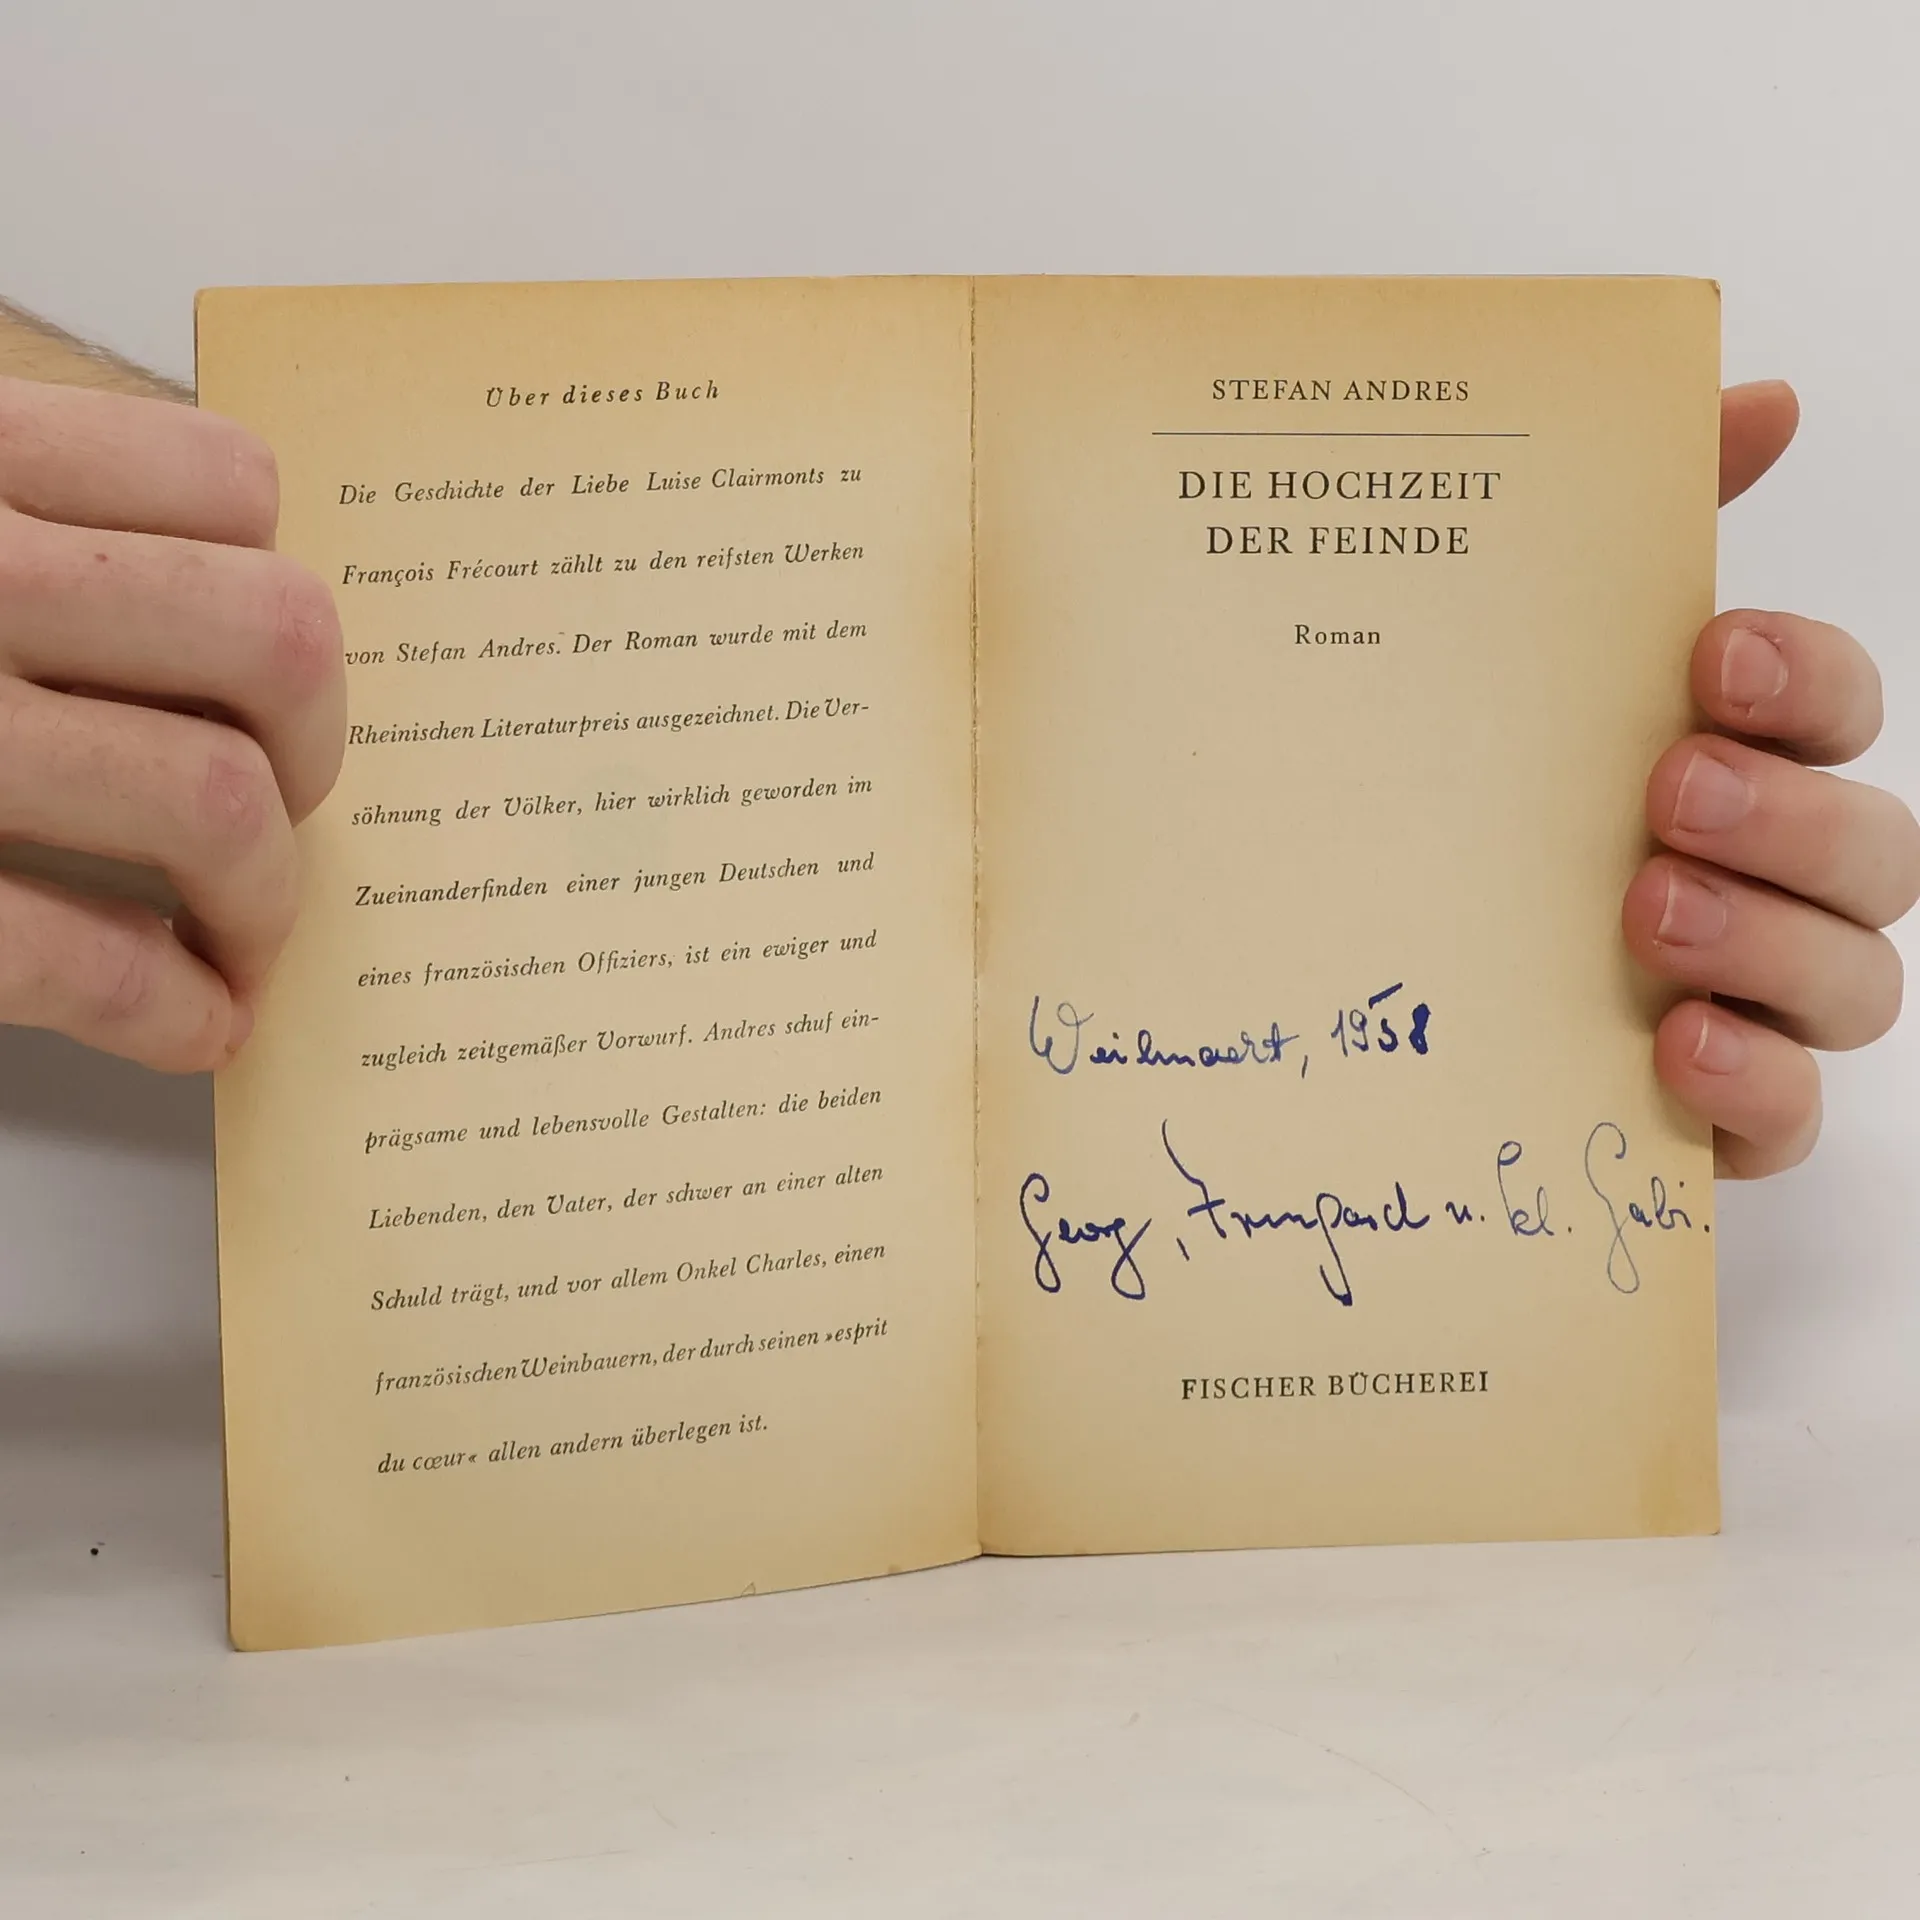 Über dieses Buch
Die Geschichte der Liebe Luise Clairmonts zu
François Frécourt zählt zu den reifsten Werken
von Stefan Andres. Der Roman wurde mit dem
Rheinischen Literaturpreis ausgezeichnet. Die Ver-
söhnung der Völker, hier wirklich geworden im
Zueinanderfinden einer jungen Deutschen und
eines französischen Offiziers, ist ein ewiger und
zugleich zeitgemäßer Vorwurf. Andres schuf ein-
prägsame und lebensvolle Gestalten: die beiden
Liebenden, den Vater, der schwer an einer alten
Schuld trägt, und vor allem Onkel Charles, einen
französischen Weinbauern, der durch seinen »esprit
du cœur« allen andern überlegen ist.
STEFAN ANDRES
DIE HOCHZEIT
DER FEINDE
Roman
Weihnacht, 1958
Georg, Irmgard u. kl. Gabi.
FISCHER BÜCHEREI